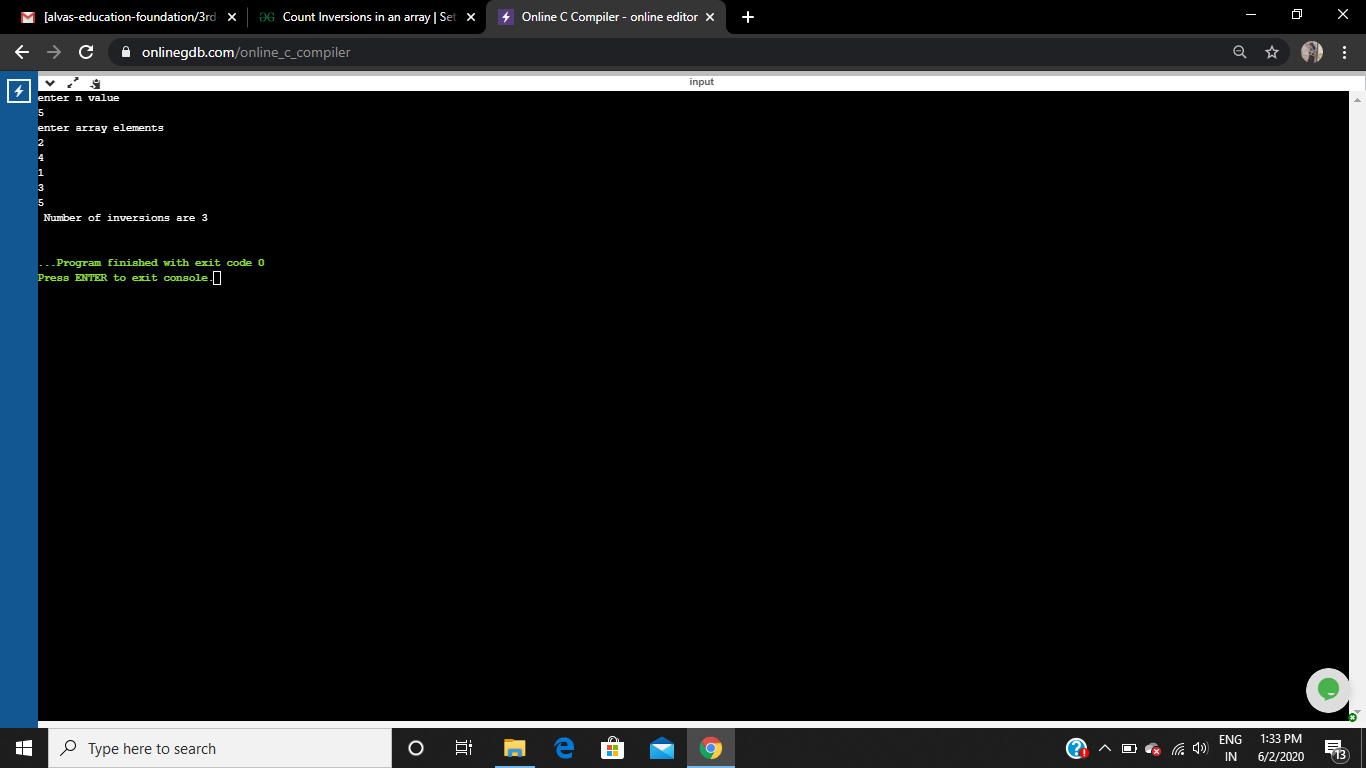 [alvas-education-foundation/3rd
Count Inversions in an array | Set
Online C Compiler - online editor
onlinegdb.com/online_c_compiler
input
enter n value
5
enter array elements
2
4
1
3
5
Number of inversions are 3
...Program finished with exit code 0
Press ENTER to exit console.
Type here to search
ENG
IN
1:33 PM
6/2/2020
13